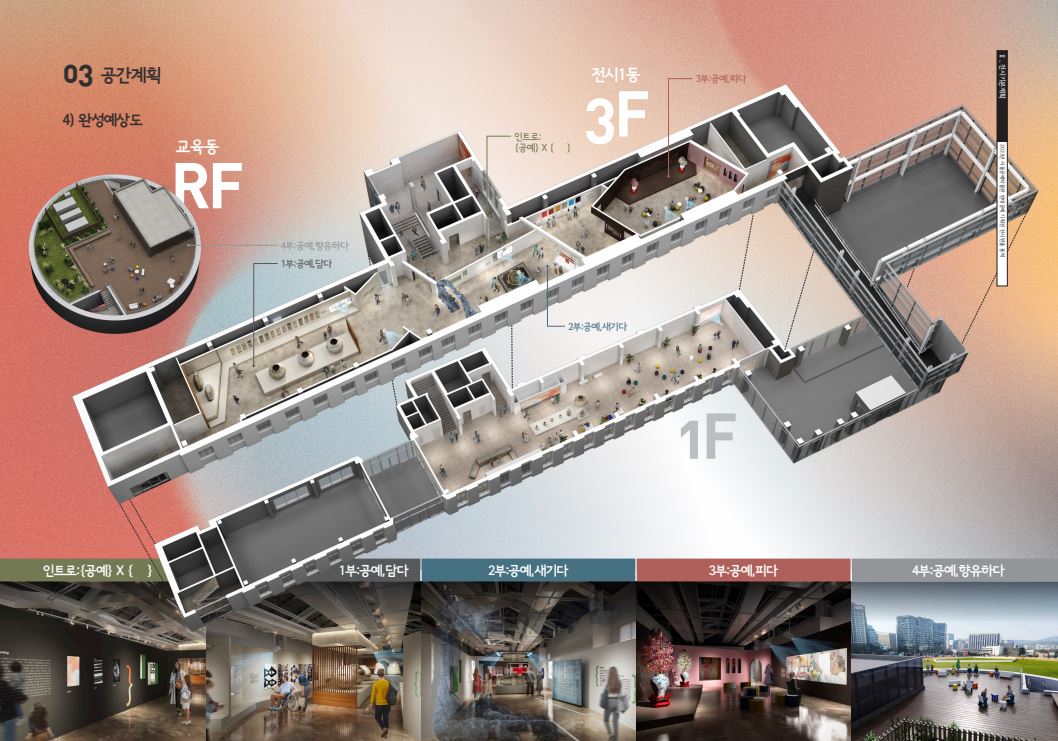 03 공간계획
4) 완성예상도
교육동
RF
전시1동
3F
3부:공예,피다
인트로:
{공예} X {    }
4부:공예,향유하다
1부:공예,담다
2부:공예,새기다
1F
인트로:{공예} X {    }
1부:공예,담다
2부:공예,새기다
3부:공예,피다
4부:공예,향유하다